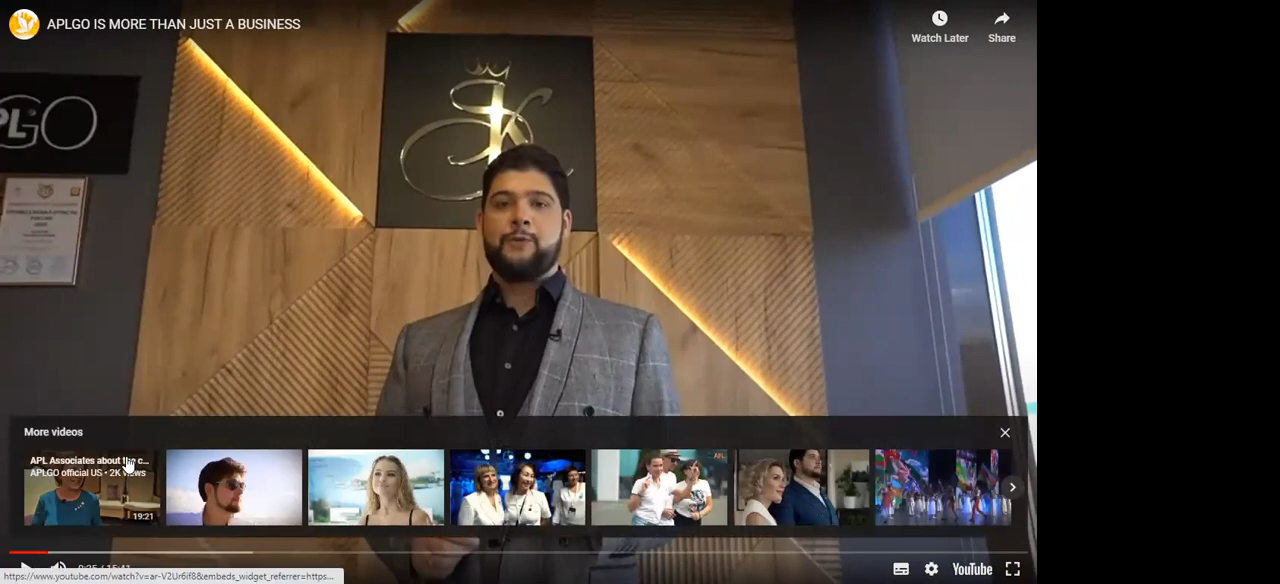 APLGO IS MORE THAN JUST A BUSINESS
Watch Later
Share
GO
More videos
APL Associates about the c...
APLGO official US • 2K views
19:21
YouTube
https://www.youtube.com/watch?v=ar-V2Ur6if8&embeds_widget_referrer=https...